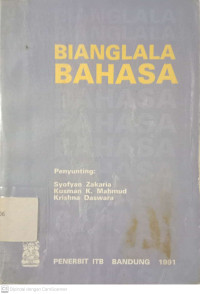 BIANGLALA
BAHASA
Penyunting:
Syofyan Zakaria
Kusman K. Mahmud
Krishna Daswara
PENERBIT ITB BANDUNG 1991